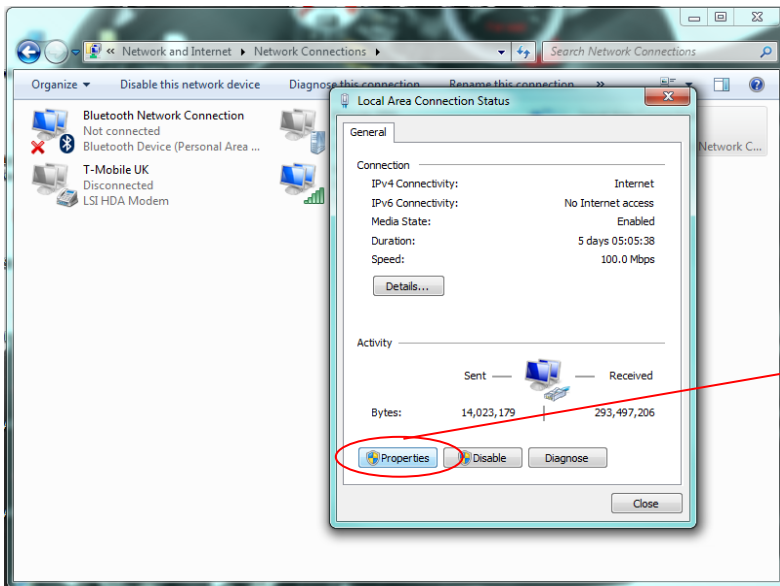 « Network and Internet ▸ Network Connections ▸
Search Network Connections
Organize ▾ Disable this network device Diagnose this connection Rename this connection »
Bluetooth Network Connection
Not connected
Bluetooth Device (Personal Area ...
T-Mobile UK
Disconnected
LSI HDA Modem
Network C...
Local Area Connection Status
General
Connection
IPv4 Connectivity: Internet
IPv6 Connectivity: No Internet access
Media State: Enabled
Duration: 5 days 05:05:38
Speed: 100.0 Mbps
Details...
Activity
Sent — — Received
Bytes: 14,023,179 293,497,206
Properties Disable Diagnose
Close